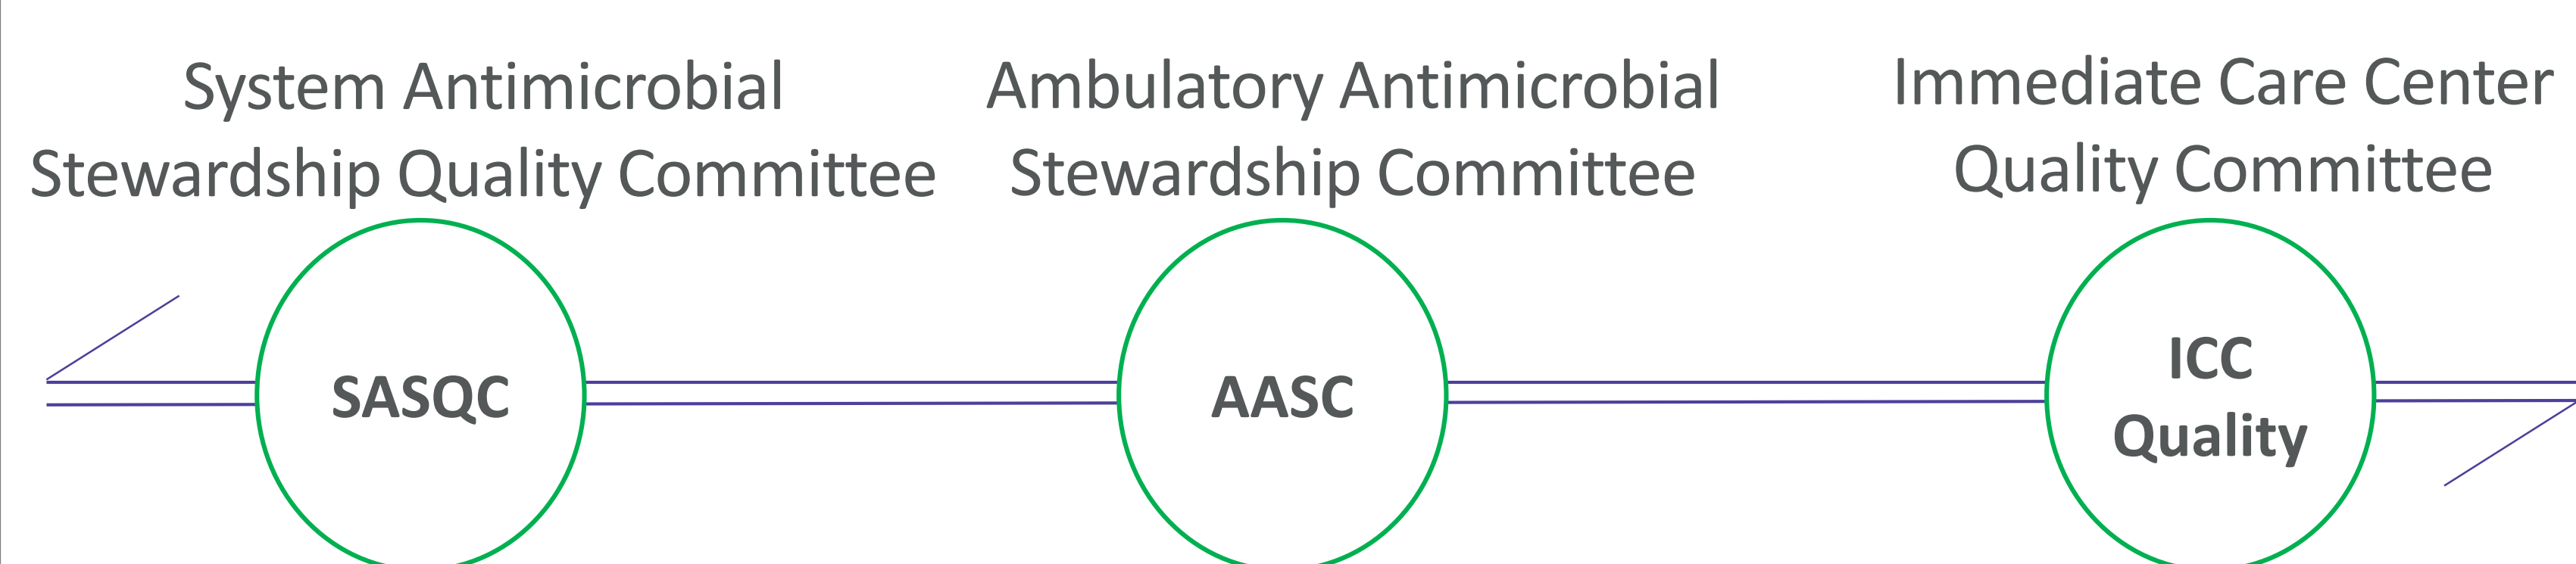 System Antimicrobial
Stewardship Quality Committee
Ambulatory Antimicrobial
Stewardship Committee
Immediate Care Center
Quality Committee
SASQC
AASC
ICC
Quality